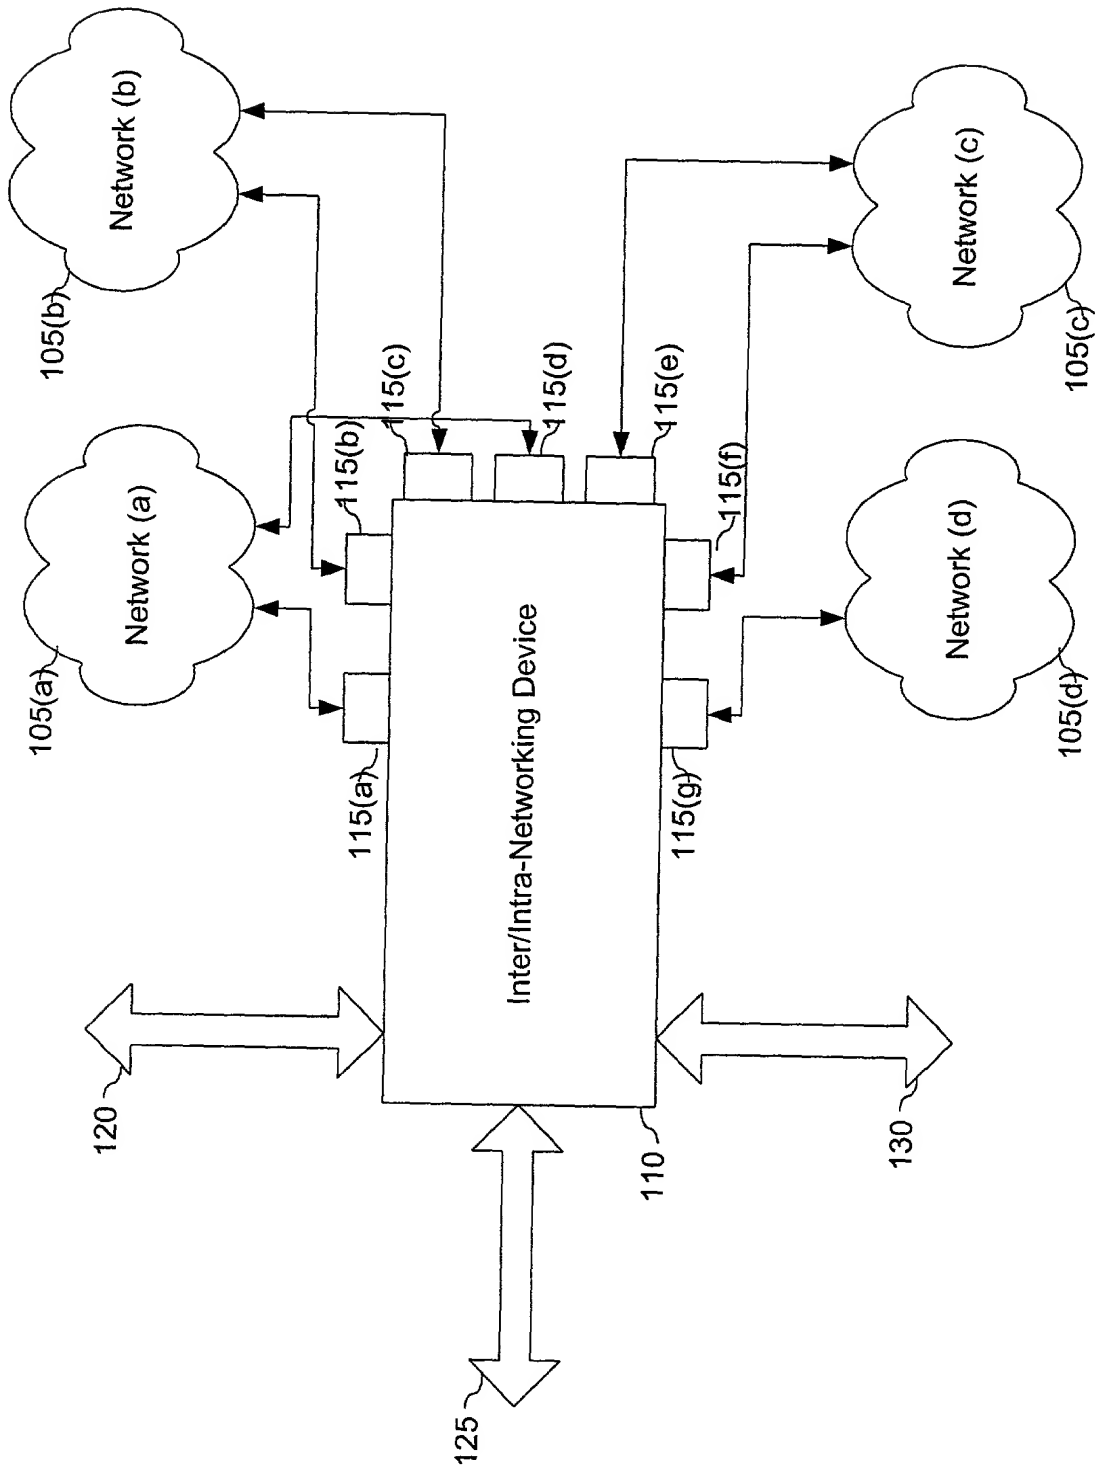 Network (a)
105(a)
Network (b)
105(b)
120
115(a)
115(b)
115(c)
115(d)
115(e)
Inter/Intra-Networking Device
125
110
115(g)
115(f)
130
Network (d)
105(d)
Network (c)
105(c)